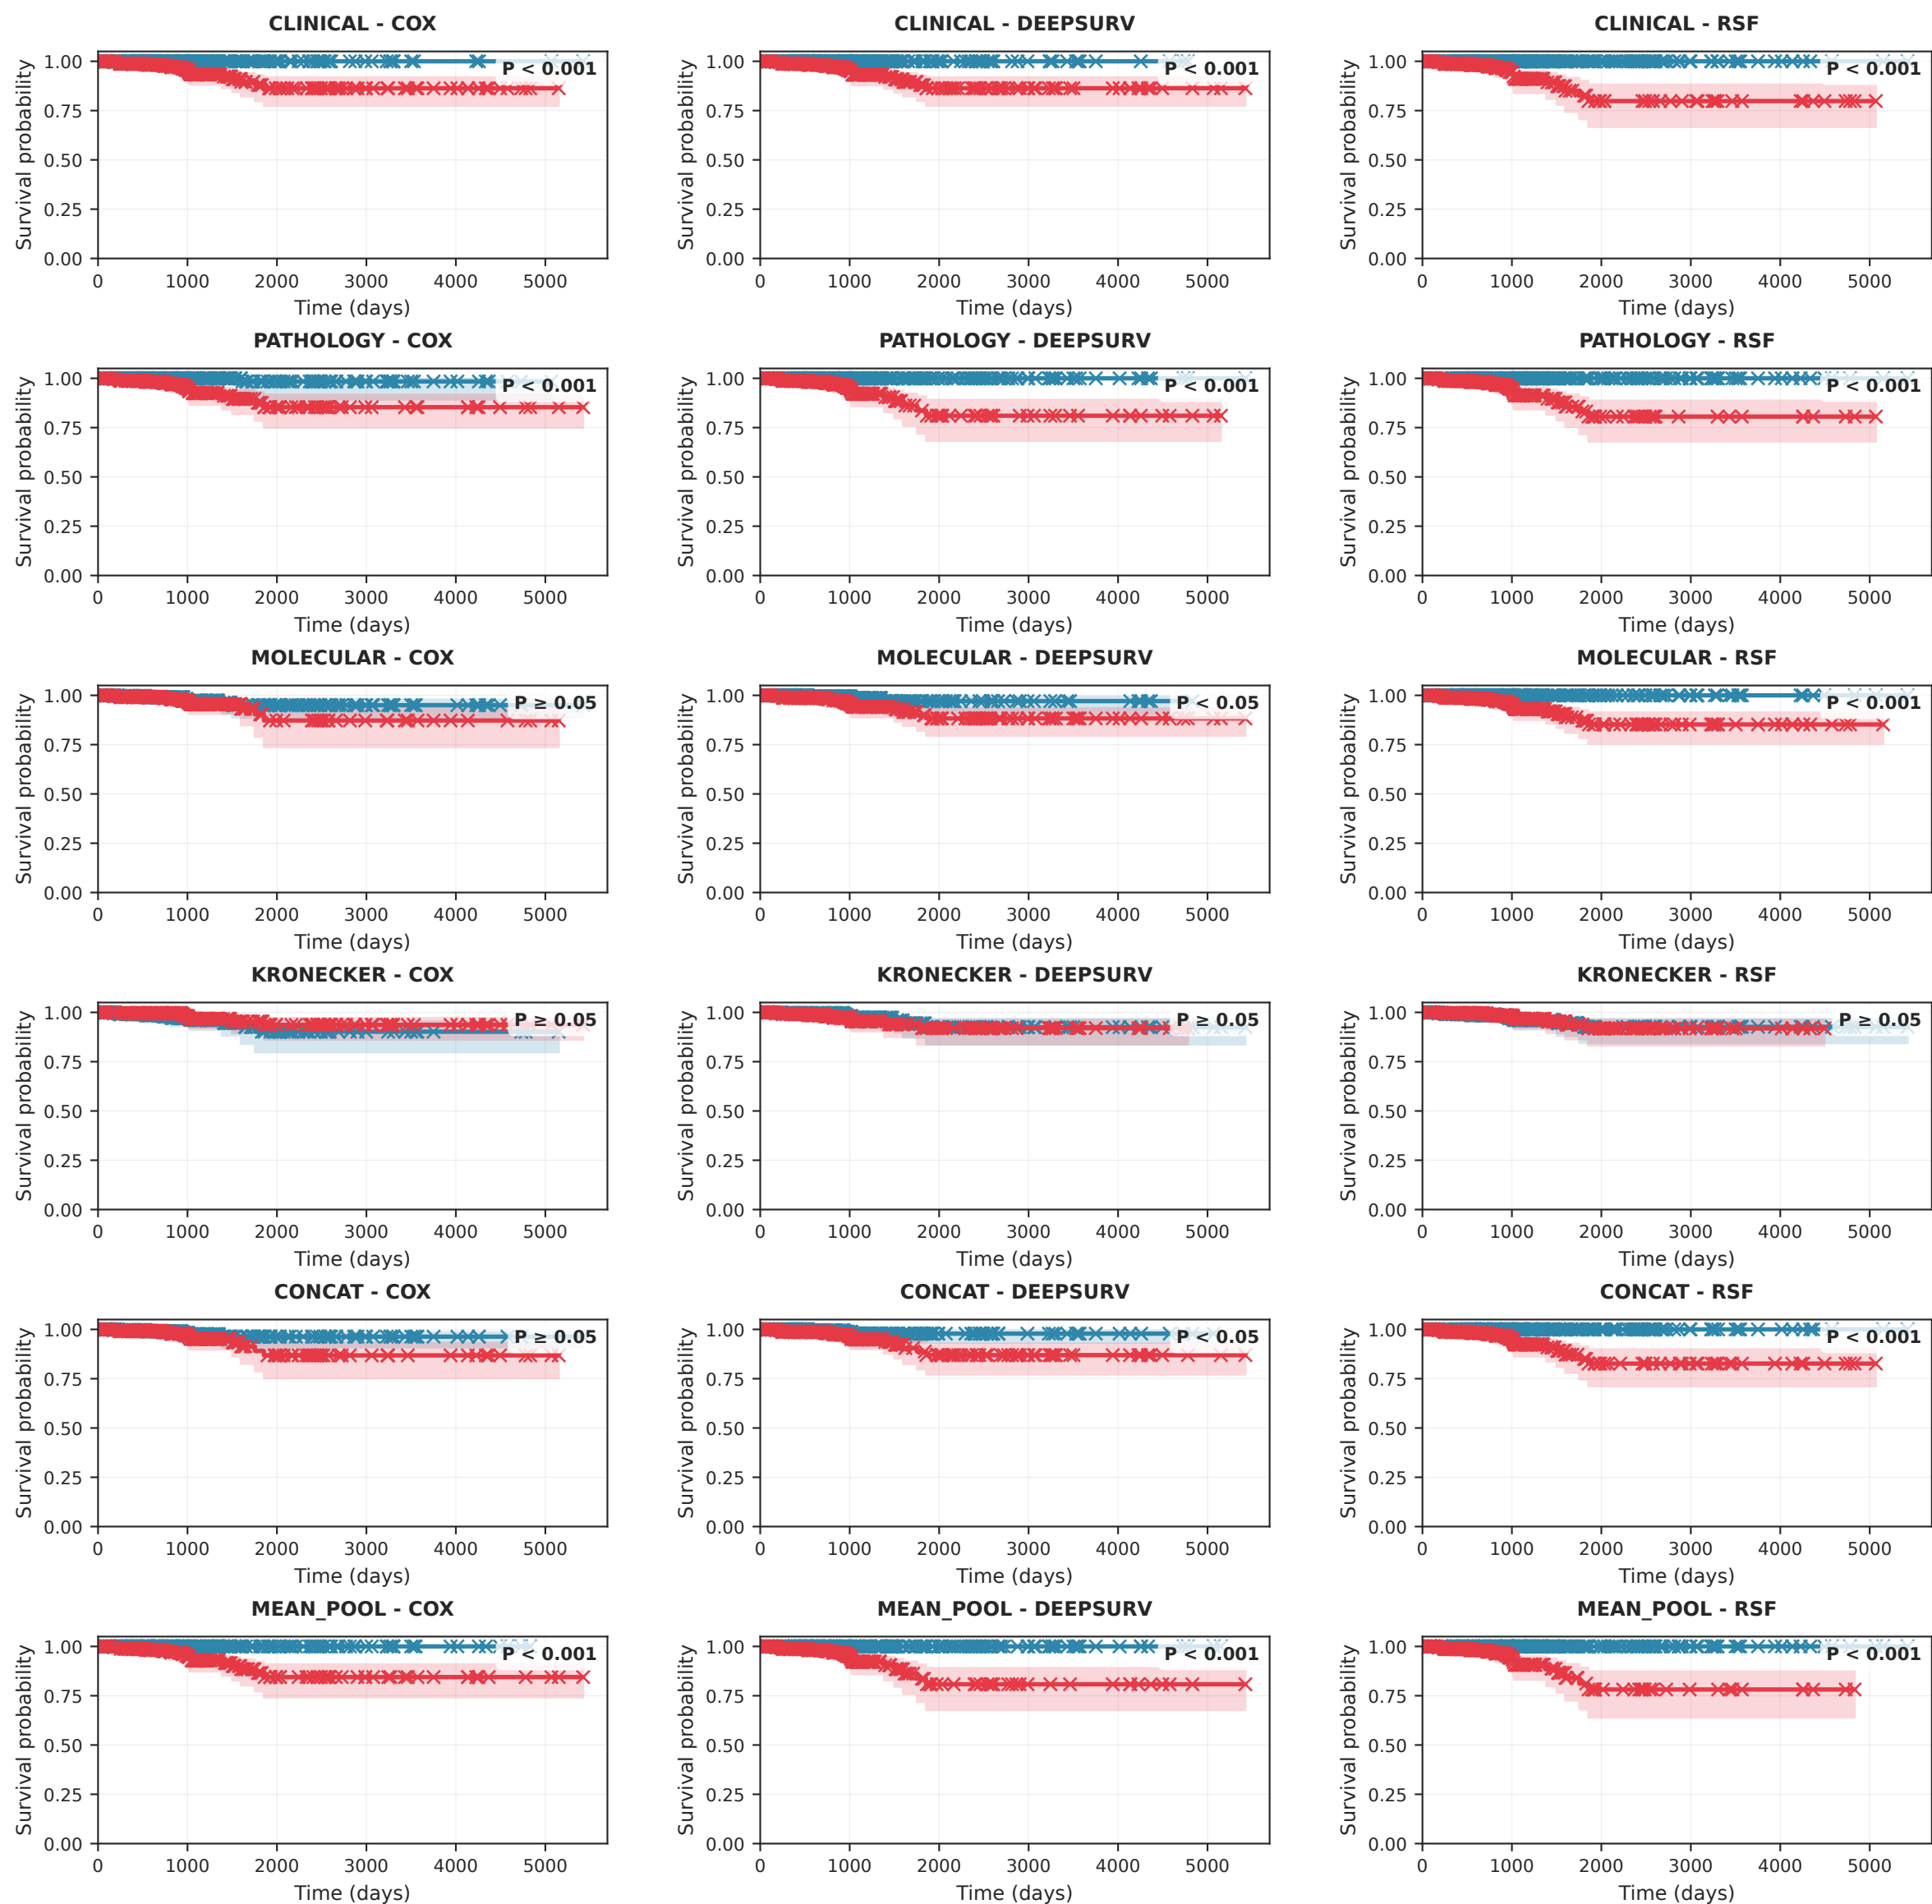 CLINICAL - COX
CLINICAL - DEEPSURV
CLINICAL - RSF
Survival probability
1.00
0.75
0.50
0.25
0.00
P < 0.001
0 1000 2000 3000 4000 5000
Time (days)
Survival probability
1.00
0.75
0.50
0.25
0.00
P < 0.001
0 1000 2000 3000 4000 5000
Time (days)
Survival probability
1.00
0.75
0.50
0.25
0.00
P < 0.001
0 1000 2000 3000 4000 5000
Time (days)
PATHOLOGY - COX
PATHOLOGY - DEEPSURV
PATHOLOGY - RSF
Survival probability
1.00
0.75
0.50
0.25
0.00
P < 0.001
0 1000 2000 3000 4000 5000
Time (days)
Survival probability
1.00
0.75
0.50
0.25
0.00
P < 0.001
0 1000 2000 3000 4000 5000
Time (days)
Survival probability
1.00
0.75
0.50
0.25
0.00
P < 0.001
0 1000 2000 3000 4000 5000
Time (days)
MOLECULAR - COX
MOLECULAR - DEEPSURV
MOLECULAR - RSF
Survival probability
1.00
0.75
0.50
0.25
0.00
P ≥ 0.05
0 1000 2000 3000 4000 5000
Time (days)
Survival probability
1.00
0.75
0.50
0.25
0.00
P < 0.05
0 1000 2000 3000 4000 5000
Time (days)
Survival probability
1.00
0.75
0.50
0.25
0.00
P < 0.001
0 1000 2000 3000 4000 5000
Time (days)
KRONECKER - COX
KRONECKER - DEEPSURV
KRONECKER - RSF
Survival probability
1.00
0.75
0.50
0.25
0.00
P ≥ 0.05
0 1000 2000 3000 4000 5000
Time (days)
Survival probability
1.00
0.75
0.50
0.25
0.00
P ≥ 0.05
0 1000 2000 3000 4000 5000
Time (days)
Survival probability
1.00
0.75
0.50
0.25
0.00
P ≥ 0.05
0 1000 2000 3000 4000 5000
Time (days)
CONCAT - COX
CONCAT - DEEPSURV
CONCAT - RSF
Survival probability
1.00
0.75
0.50
0.25
0.00
P ≥ 0.05
0 1000 2000 3000 4000 5000
Time (days)
Survival probability
1.00
0.75
0.50
0.25
0.00
P < 0.05
0 1000 2000 3000 4000 5000
Time (days)
Survival probability
1.00
0.75
0.50
0.25
0.00
P < 0.001
0 1000 2000 3000 4000 5000
Time (days)
MEAN_POOL - COX
MEAN_POOL - DEEPSURV
MEAN_POOL - RSF
Survival probability
1.00
0.75
0.50
0.25
0.00
P < 0.001
0 1000 2000 3000 4000 5000
Time (days)
Survival probability
1.00
0.75
0.50
0.25
0.00
P < 0.001
0 1000 2000 3000 4000 5000
Time (days)
Survival probability
1.00
0.75
0.50
0.25
0.00
P < 0.001
0 1000 2000 3000 4000 5000
Time (days)